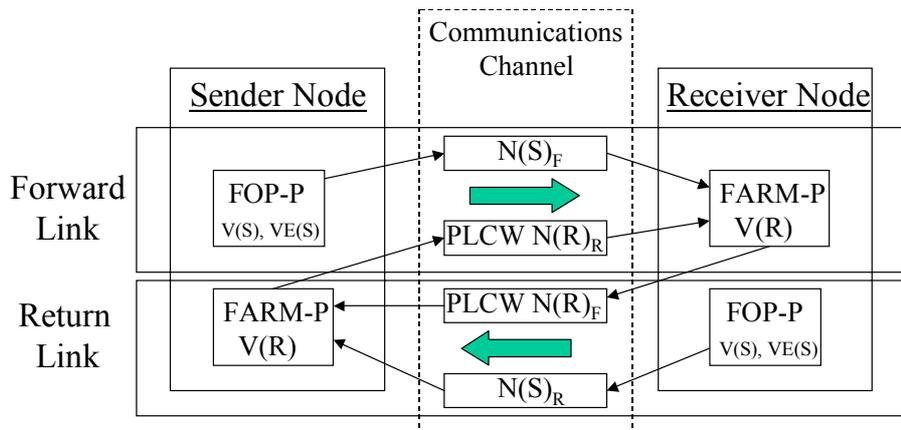 Communications
Channel
Sender Node
Receiver Node
Forward
Link
FOP-P
V(S), VE(S)
N(S)F
PLCW N(R)R
FARM-P
V(R)
Return
Link
FARM-P
V(R)
PLCW N(R)F
N(S)R
FOP-P
V(S), VE(S)